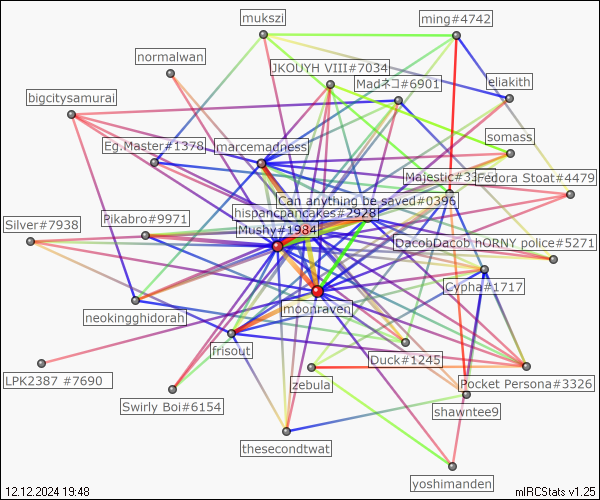 mukszi
ming#4742
normalwan
JKOUYH VIII#7034
Madネコ#6901
eliakith
bigcitysamurai
somass
Eg.Master#1378
marcemadness
Majestic#33
Fedora Stoat#4479
Can anything be saved#0396
hispancpancakes#2928
Pikabro#9971
Silver#7938
Mushy#1984
DacobDacob hORNY police#5271
Cypha#1717
moonraven
neokingghidorah
frisout
Duck#1245
LPK2387 #7690
zebula
Pocket Persona#3326
Swirly Boi#6154
shawntee9
thesecondtwat
yoshimanden
12.12.2024 19:48
mIRCStats v1.25